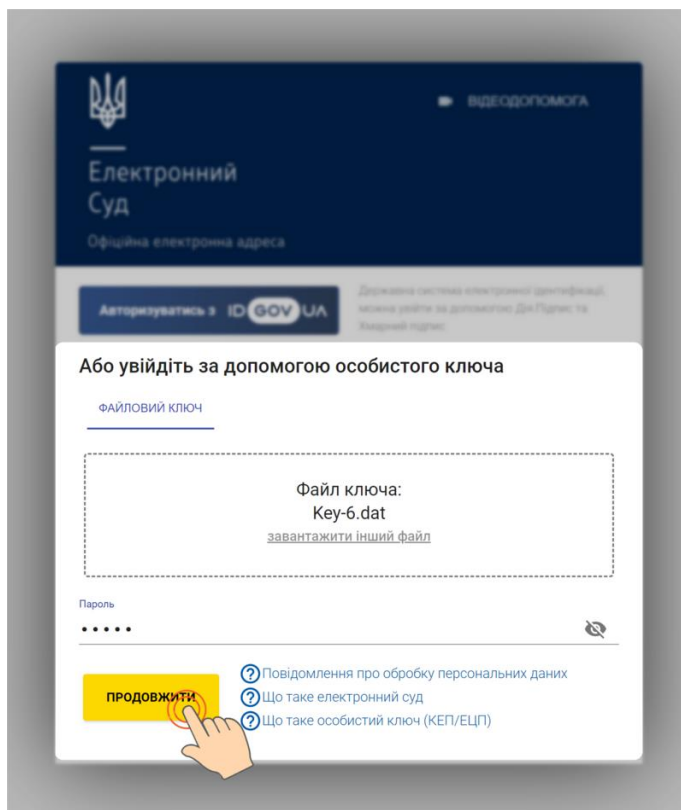 ВІДЕОДОПОМОГА
Електронний
Суд
Офіційна електронна адреса
Авторизуватись з ID GOV UA
Державна система електронної ідентифікації,
можна увійти за допомогою Дія.Підпис та
Хмарний підпис
Або увійдіть за допомогою особистого ключа
ФАЙЛОВИЙ КЛЮЧ
Файл ключа:
Key-6.dat
завантажити інший файл
Пароль
•••••
ПРОДОВЖИТИ
Повідомлення про обробку персональних даних
Що таке електронний суд
Що таке особистий ключ (КЕП/ЕЦП)